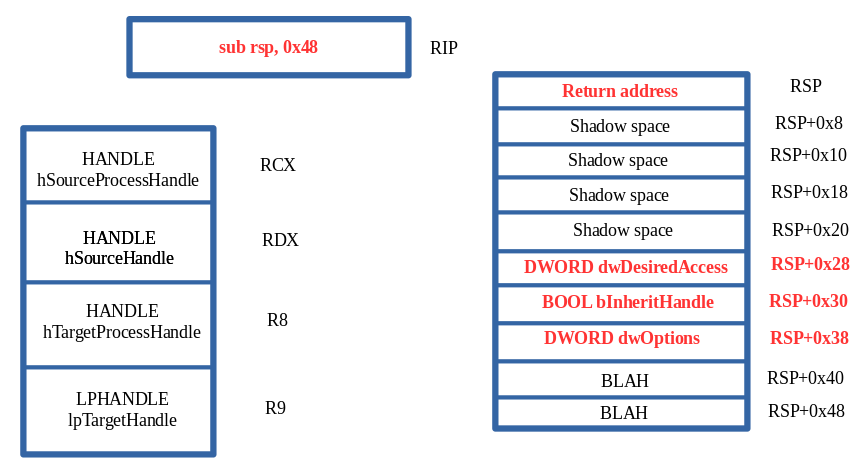 sub rsp, 0x48
RIP
HANDLE
hSourceProcessHandle
RCX
HANDLE
hSourceHandle
RDX
HANDLE
hTargetProcessHandle
R8
LPHANDLE
lpTargetHandle
R9
Return address
RSP
Shadow space
RSP+0x8
Shadow space
RSP+0x10
Shadow space
RSP+0x18
Shadow space
RSP+0x20
DWORD dwDesiredAccess
RSP+0x28
BOOL bInheritHandle
RSP+0x30
DWORD dwOptions
RSP+0x38
BLAH
RSP+0x40
BLAH
RSP+0x48